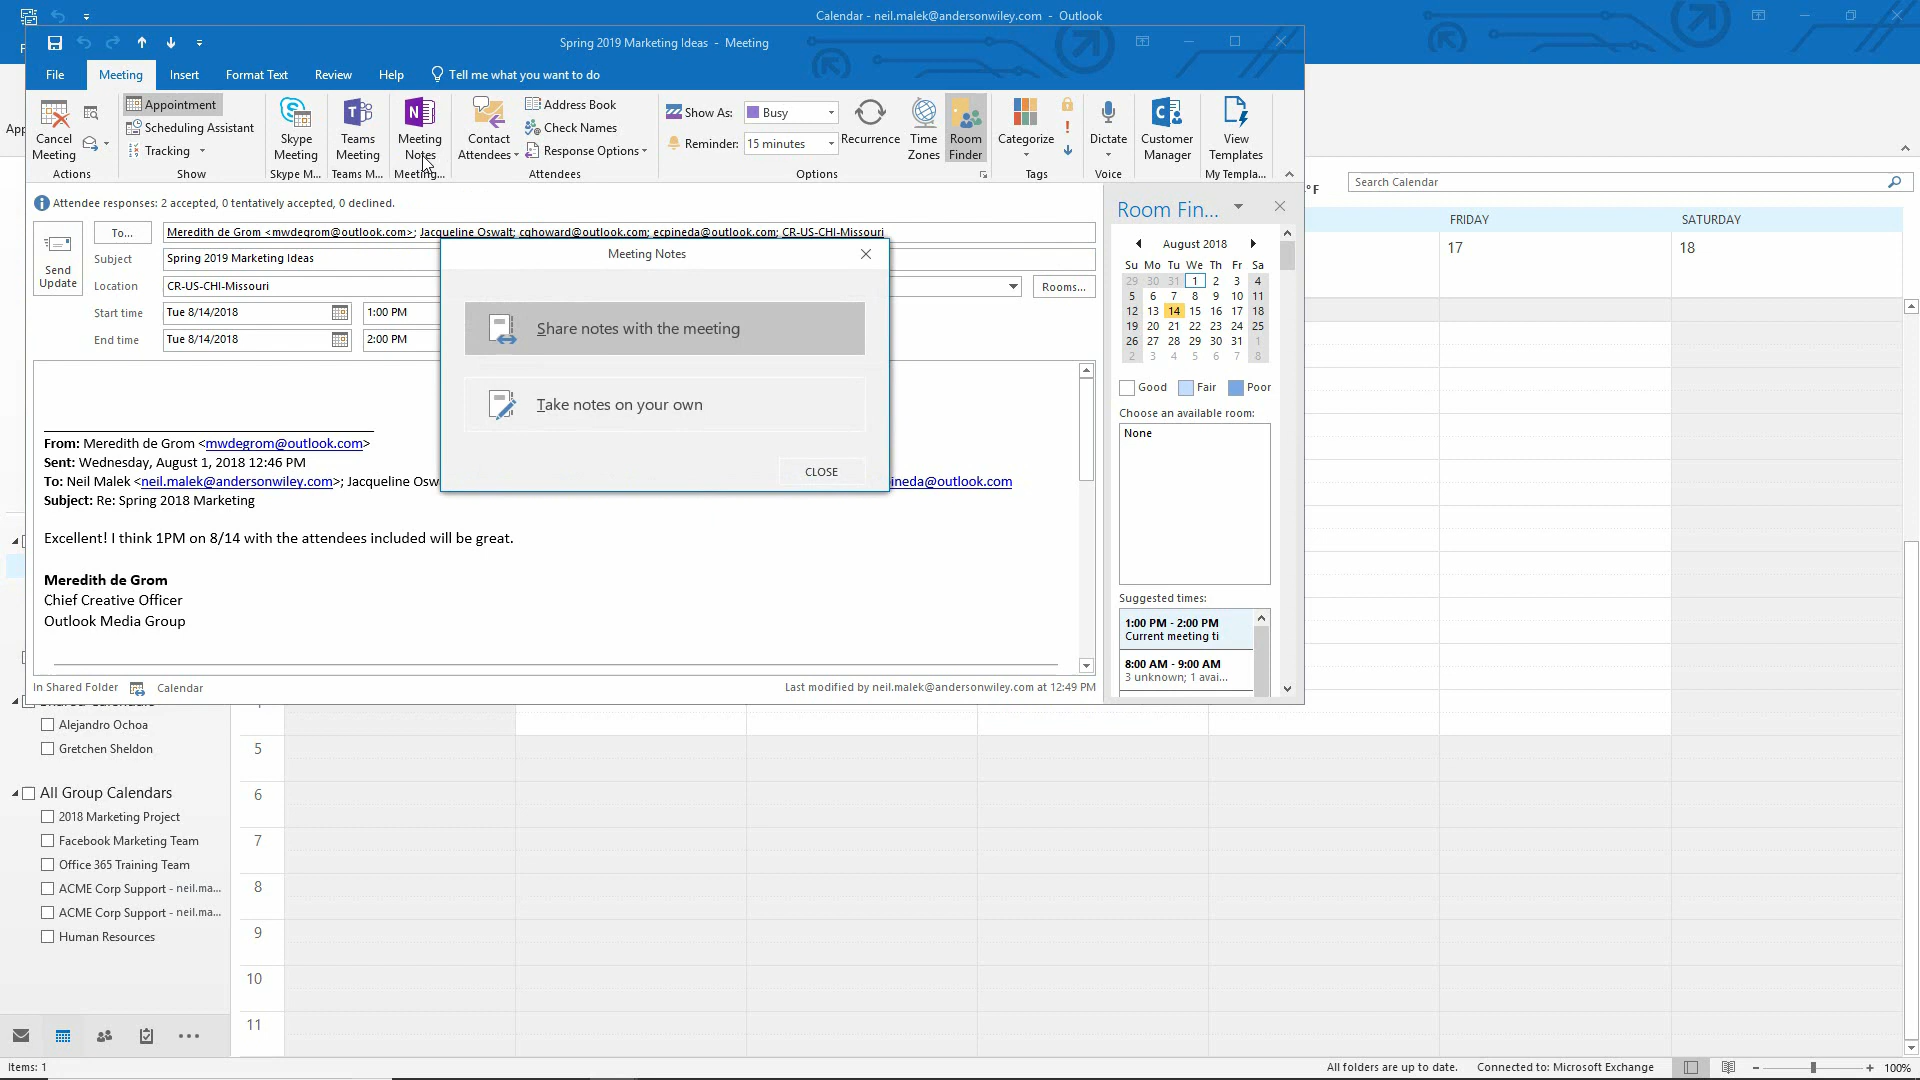 Calendar - neil.malek@andersonwiley.com - Outlook
Spring 2019 Marketing Ideas - Meeting
File Meeting Insert Format Text Review Help Tell me what you want to do
Cancel Meeting
Actions
Appointment
Scheduling Assistant
Tracking
Show
Skype Meeting
Skype M...
Teams Meeting
Teams M...
Meeting Notes
Meeting...
Contact Attendees
Address Book
Check Names
Response Options
Attendees
Show As: Busy
Reminder: 15 minutes
Recurrence
Time Zones
Room Finder
Options
Categorize
Tags
Dictate
Voice
Customer Manager
View Templates
My Templa...
Attendee responses: 2 accepted, 0 tentatively accepted, 0 declined.
Send Update
To... Meredith de Grom <mwdegrom@outlook.com>; Jacqueline Oswalt; cghoward@outlook.com; ecpineda@outlook.com; CR-US-CHI-Missouri
Subject Spring 2019 Marketing Ideas
Location CR-US-CHI-Missouri Rooms...
Start time Tue 8/14/2018 1:00 PM
End time Tue 8/14/2018 2:00 PM
Meeting Notes
Share notes with the meeting
Take notes on your own
CLOSE
From: Meredith de Grom <mwdegrom@outlook.com>
Sent: Wednesday, August 1, 2018 12:46 PM
To: Neil Malek <neil.malek@andersonwiley.com>; Jacqueline Osw
ineda@outlook.com
Subject: Re: Spring 2018 Marketing
Excellent! I think 1PM on 8/14 with the attendees included will be great.
Meredith de Grom
Chief Creative Officer
Outlook Media Group
In Shared Folder Calendar
Last modified by neil.malek@andersonwiley.com at 12:49 PM
Room Fin...
August 2018
Su Mo Tu We Th Fr Sa
29 30 31 1 2 3 4
5 6 7 8 9 10 11
12 13 14 15 16 17 18
19 20 21 22 23 24 25
26 27 28 29 30 31 1
2 3 4 5 6 7 8
Good Fair Poor
Choose an available room:
None
Suggested times:
1:00 PM - 2:00 PM
Current meeting ti
8:00 AM - 9:00 AM
3 unknown; 1 avai...
°F
Search Calendar
FRIDAY SATURDAY
17 18
Alejandro Ochoa
Gretchen Sheldon
All Group Calendars
2018 Marketing Project
Facebook Marketing Team
Office 365 Training Team
ACME Corp Support - neil.ma...
ACME Corp Support - neil.ma...
Human Resources
5
6
7
8
9
10
11
Items: 1
All folders are up to date. Connected to: Microsoft Exchange 100%